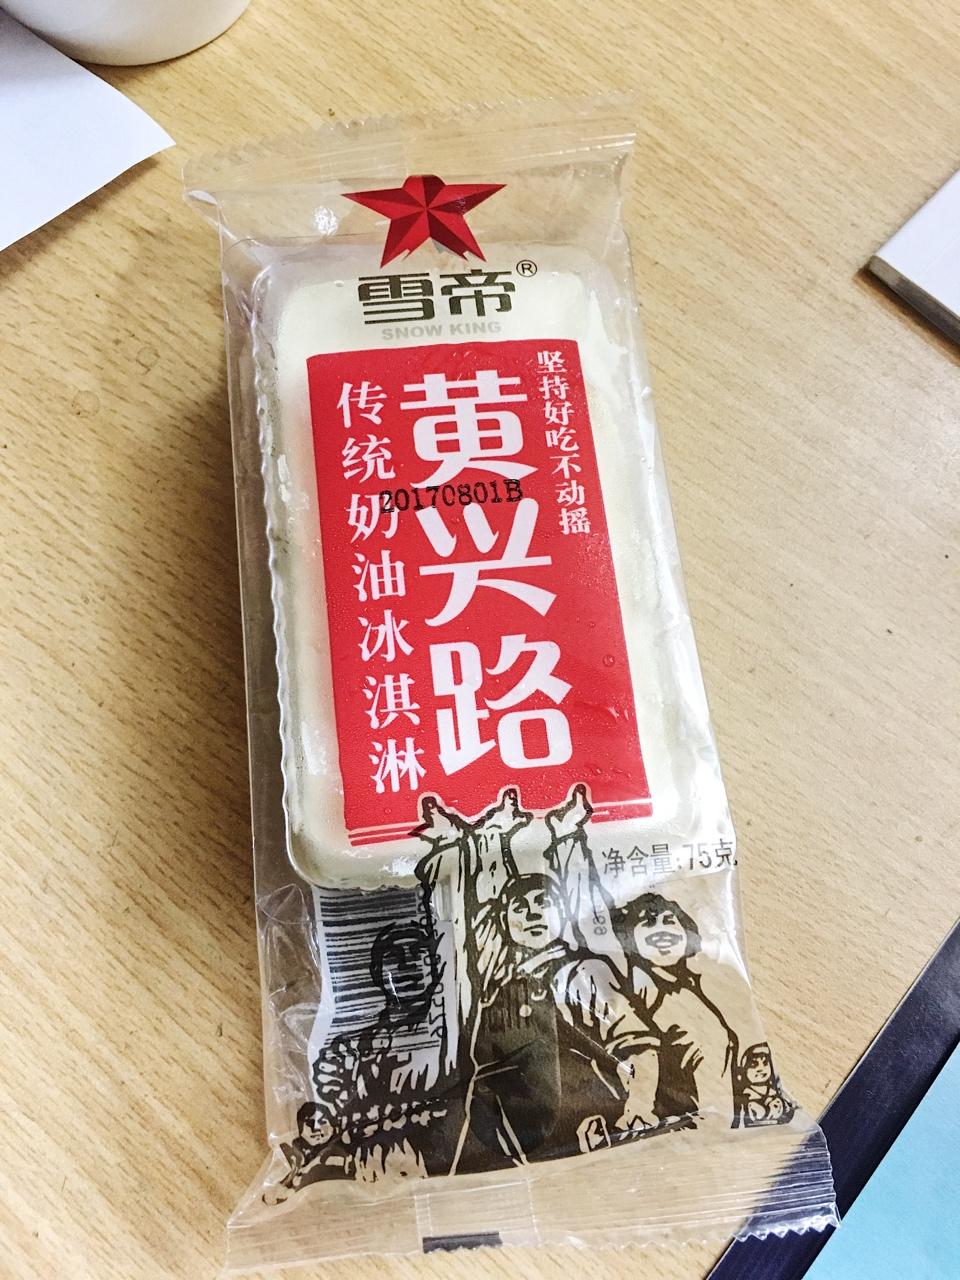 雪帝®
SNOW KING
坚持好吃不动摇
黄兴路
传统奶油冰淇淋
20170801B
净含量:75克